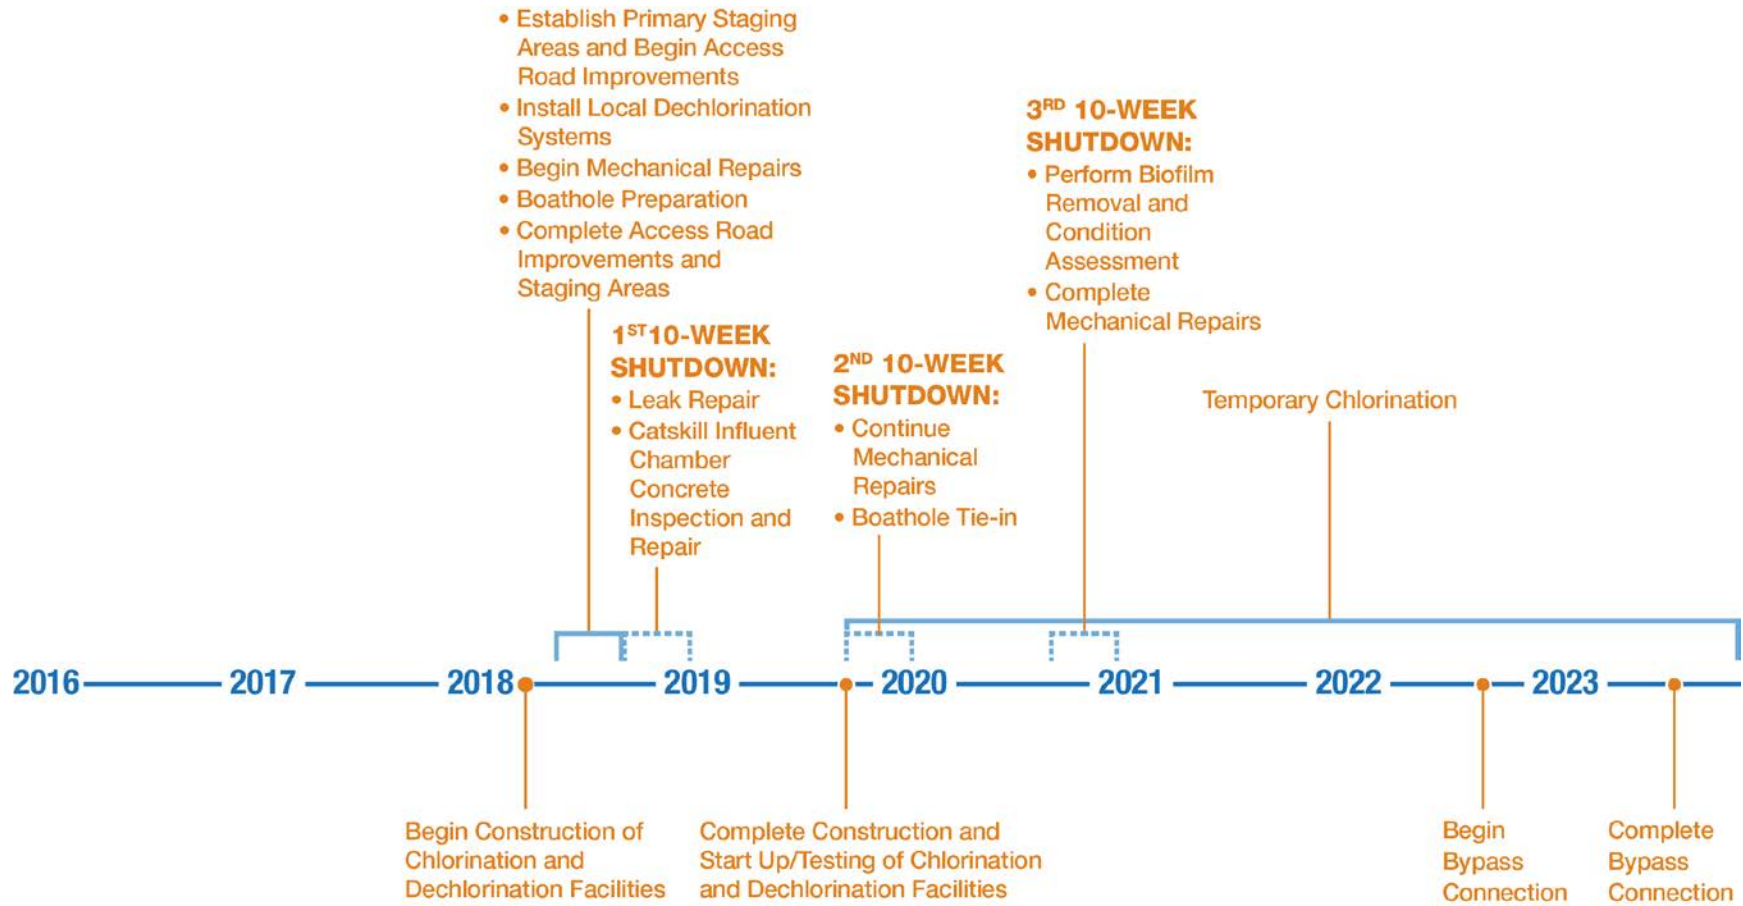 • Establish Primary Staging
Areas and Begin Access
Road Improvements
• Install Local Dechlorination
Systems
• Begin Mechanical Repairs
• Boathole Preparation
• Complete Access Road
Improvements and
Staging Areas
1ST 10-WEEK
SHUTDOWN:
• Leak Repair
• Catskill Influent
Chamber
Concrete
Inspection and
Repair
2ND 10-WEEK
SHUTDOWN:
• Continue
Mechanical
Repairs
• Boathole Tie-in
3RD 10-WEEK
SHUTDOWN:
• Perform Biofilm
Removal and
Condition
Assessment
• Complete
Mechanical Repairs
Temporary Chlorination
2016 2017 2018 2019 2020 2021 2022 2023
Begin Construction of
Chlorination and
Dechlorination Facilities
Complete Construction and
Start Up/Testing of Chlorination
and Dechlorination Facilities
Begin
Bypass
Connection
Complete
Bypass
Connection